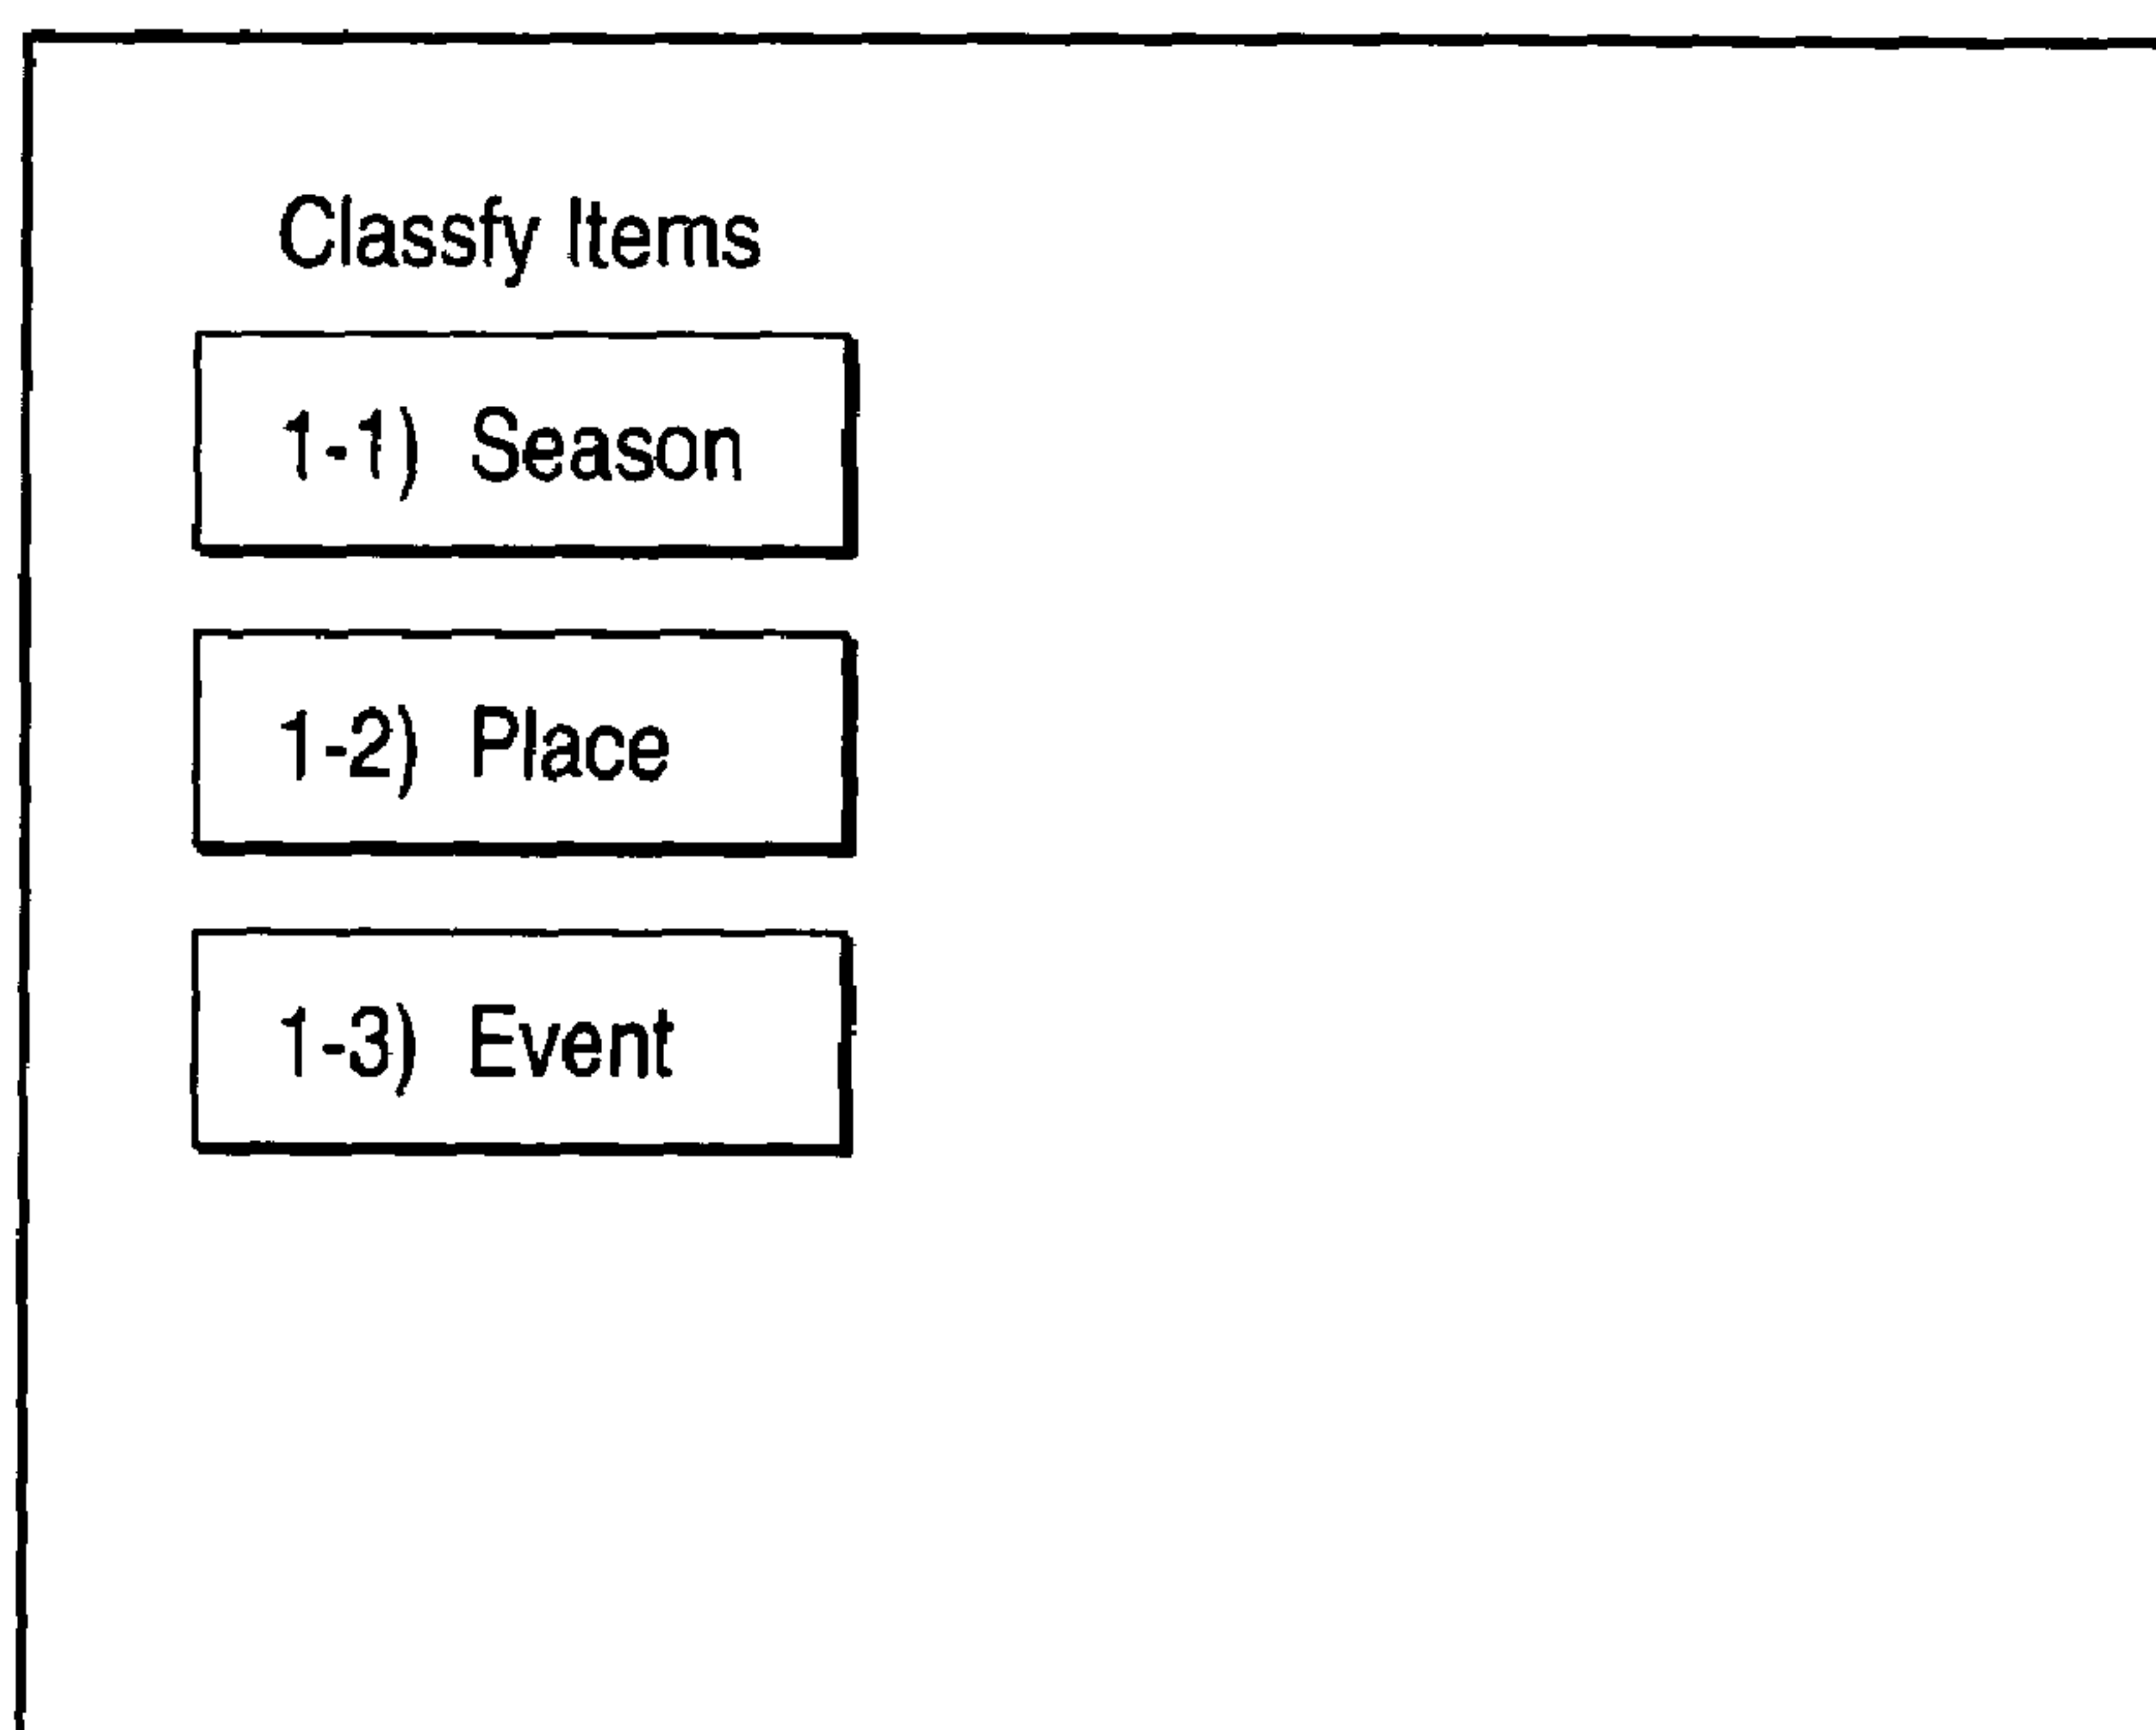 Classfy Items
1-1) Season
1-2) Place
1-3) Event